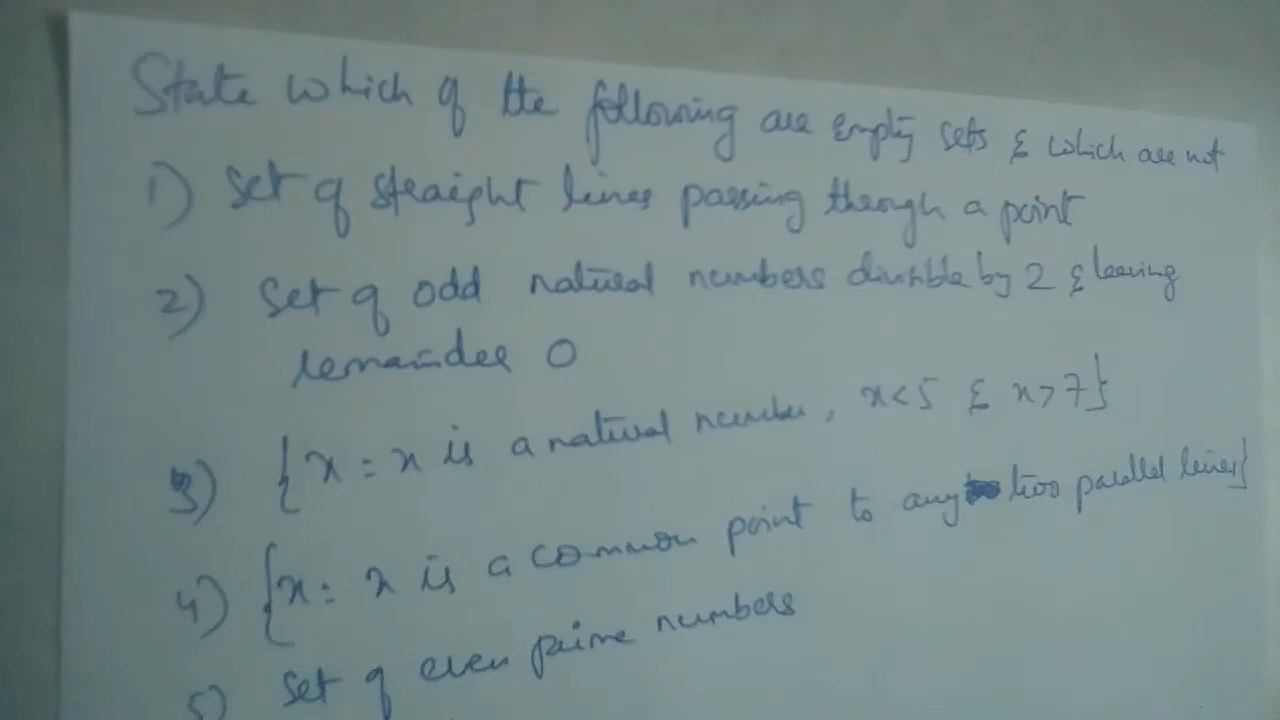 State which of the following are empty sets & which are not
1) set of straight lines passing through a point
2) set of odd natural numbers divisible by 2 & leaving
remainder 0
3) {x : x is a natural number, x<5 & x>7}
4) {x : x is a common point to any two parallel lines}
5) set of even prime numbers